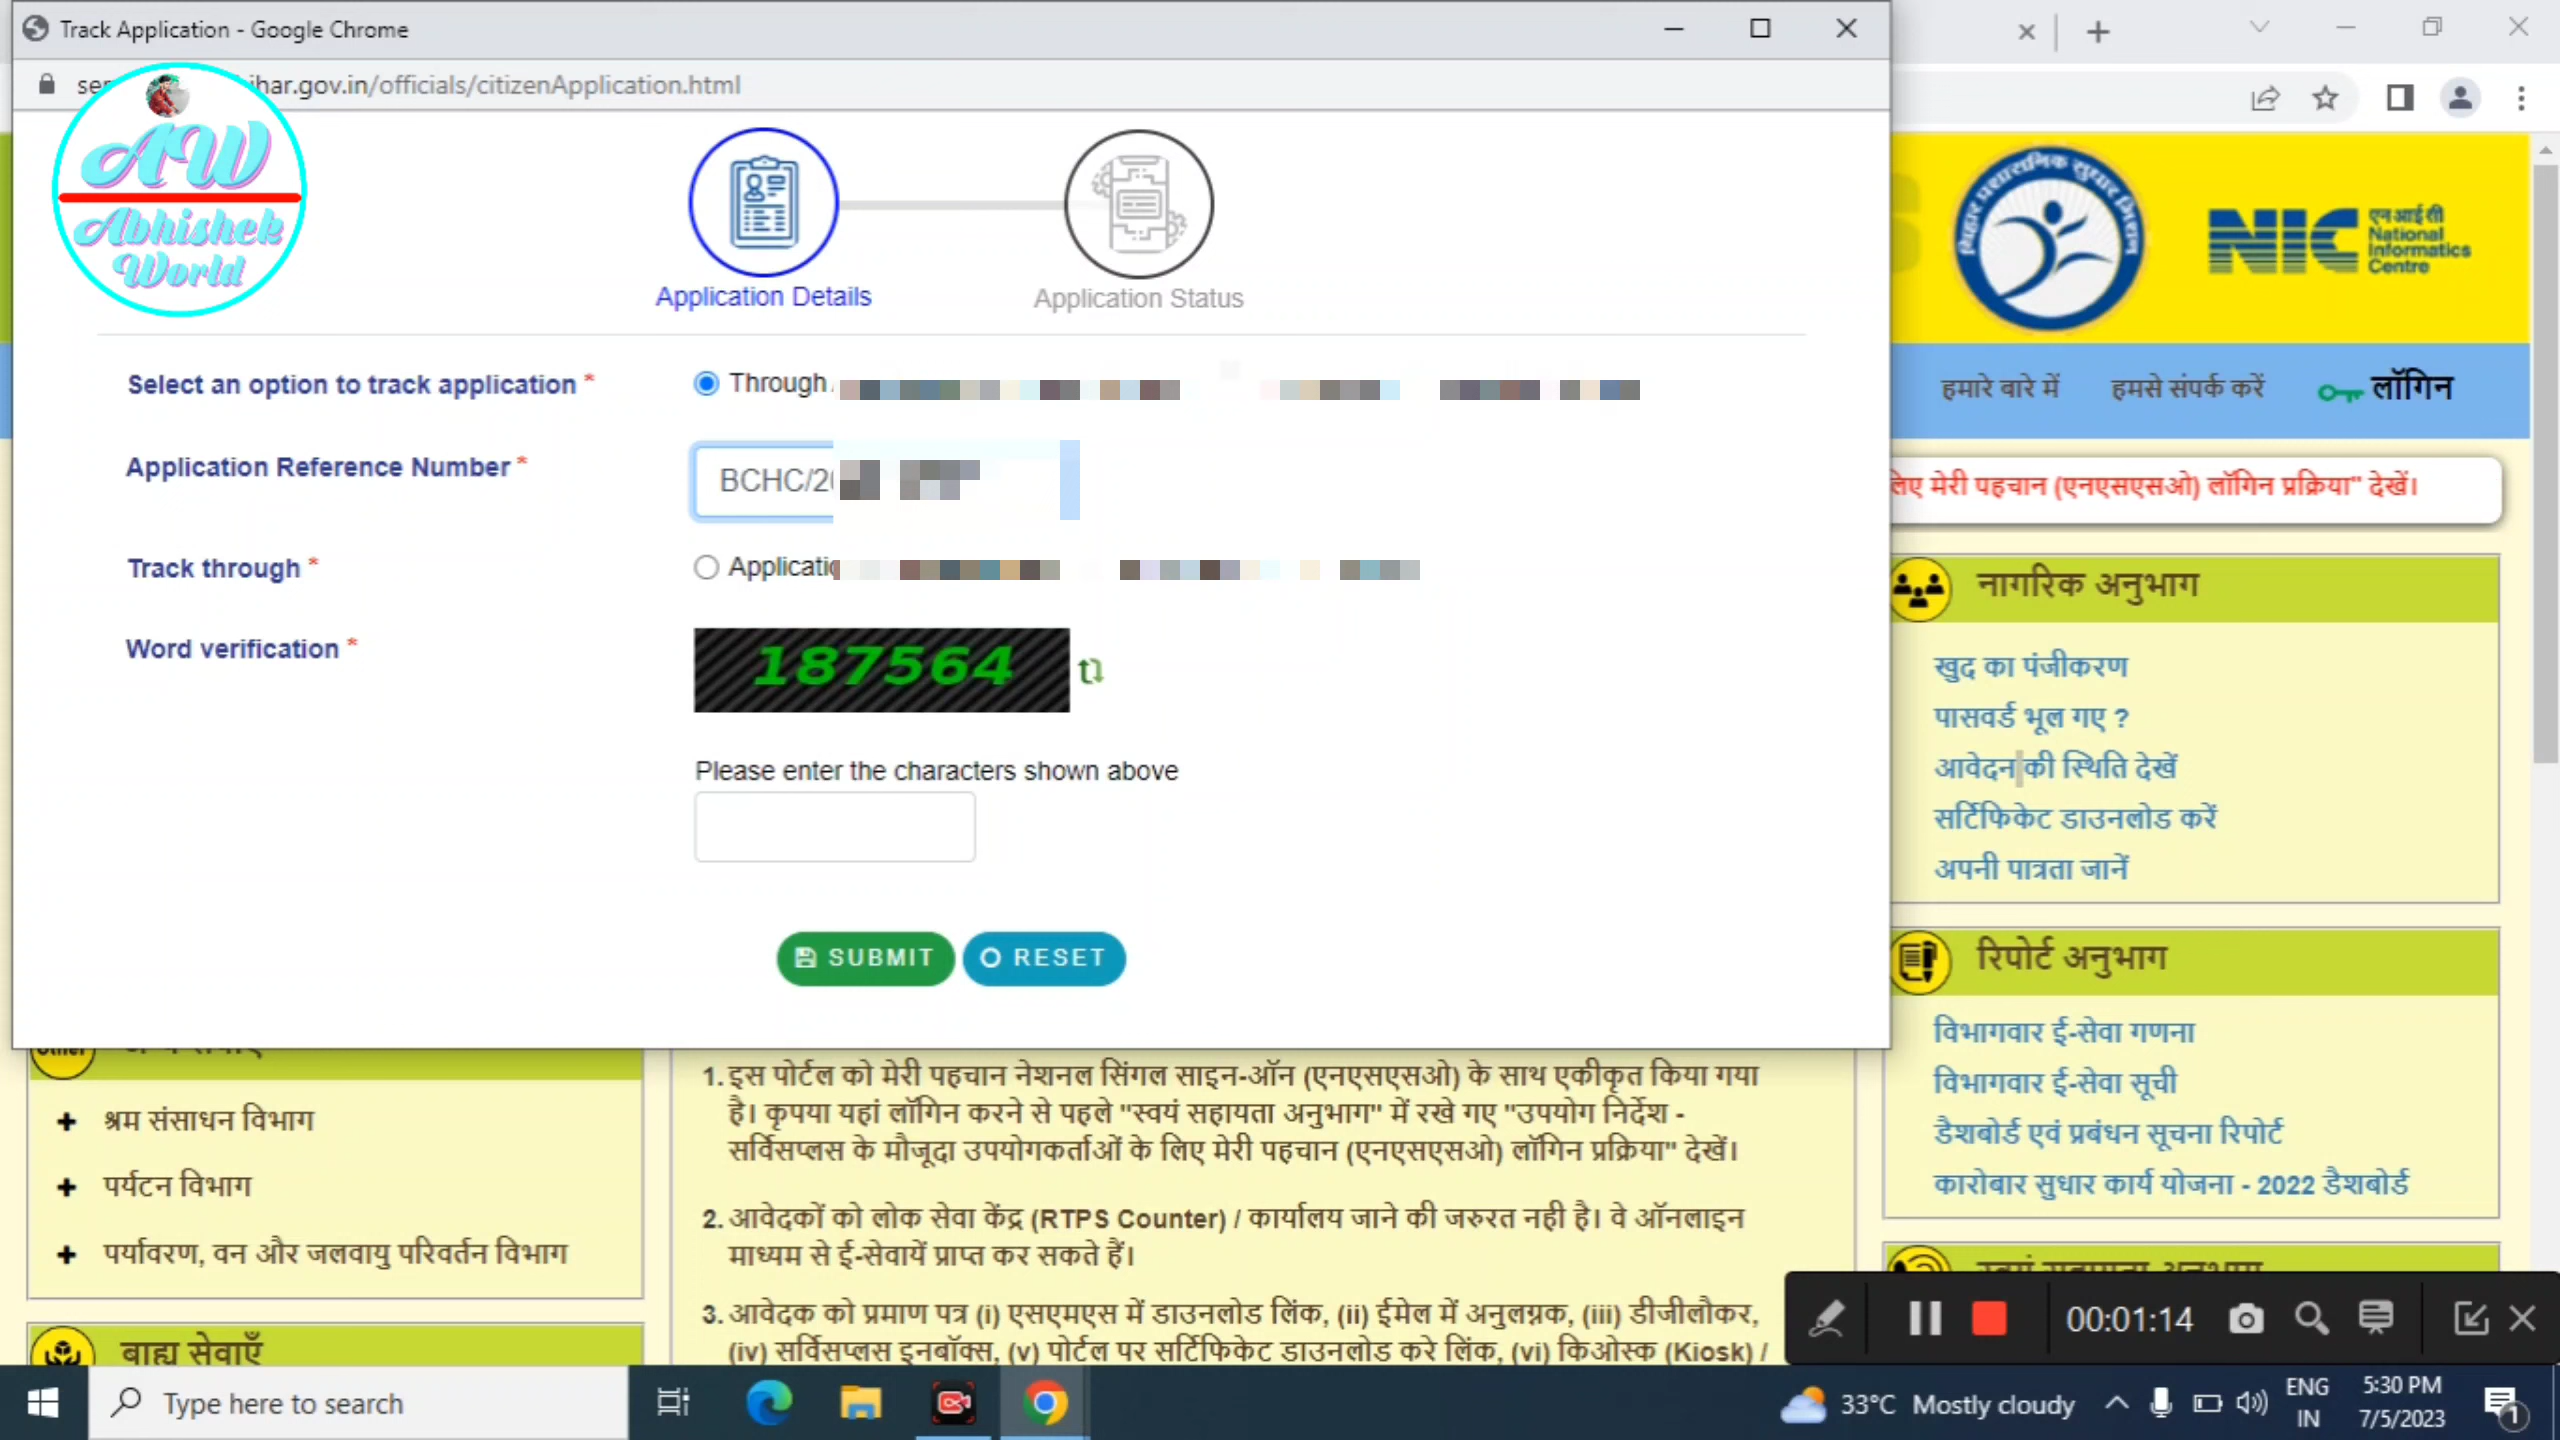 Track Application - Google Chrome
ihar.gov.in/officials/citizenApplication.html
AW
Abhishek
World
Application Details
Application Status
Select an option to track application *
Through
Application Reference Number *
BCHC/20
Track through *
Word verification *
187564
Please enter the characters shown above
SUBMIT
RESET
बिहार प्रशासनिक सुधार मिशन
NIC
एन आई सी
National
Informatics
Centre
हमारे बारे में
हमसे संपर्क करें
लॉगिन
लिए मेरी पहचान (एनएसएसओ) लॉगिन प्रक्रिया" देखें।
नागरिक अनुभाग
खुद का पंजीकरण
पासवर्ड भूल गए ?
आवेदन की स्थिति देखें
सर्टिफिकेट डाउनलोड करें
अपनी पात्रता जानें
रिपोर्ट अनुभाग
विभागवार ई-सेवा गणना
विभागवार ई-सेवा सूची
डैशबोर्ड एवं प्रबंधन सूचना रिपोर्ट
कारोबार सुधार कार्य योजना - 2022 डैशबोर्ड
+ श्रम संसाधन विभाग
+ पर्यटन विभाग
+ पर्यावरण, वन और जलवायु परिवर्तन विभाग
बाह्य सेवाएँ
1. इस पोर्टल को मेरी पहचान नेशनल सिंगल साइन-ऑन (एनएसएसओ) के साथ एकीकृत किया गया
है। कृपया यहां लॉगिन करने से पहले "स्वयं सहायता अनुभाग" में रखे गए "उपयोग निर्देश -
सर्विसप्लस के मौजूदा उपयोगकर्ताओं के लिए मेरी पहचान (एनएसएसओ) लॉगिन प्रक्रिया" देखें।
2. आवेदकों को लोक सेवा केंद्र (RTPS Counter) / कार्यालय जाने की जरुरत नही है। वे ऑनलाइन
माध्यम से ई-सेवायें प्राप्त कर सकते हैं।
3. आवेदक को प्रमाण पत्र (i) एसएमएस में डाउनलोड लिंक, (ii) ईमेल में अनुलग्नक, (iii) डीजीलौकर,
(iv) सर्विसप्लस इनबॉक्स, (v) पोर्टल पर सर्टिफिकेट डाउनलोड करे लिंक, (vi) किओस्क (Kiosk) /
00:01:14
Type here to search
33°C Mostly cloudy
ENG
IN
5:30 PM
7/5/2023
1